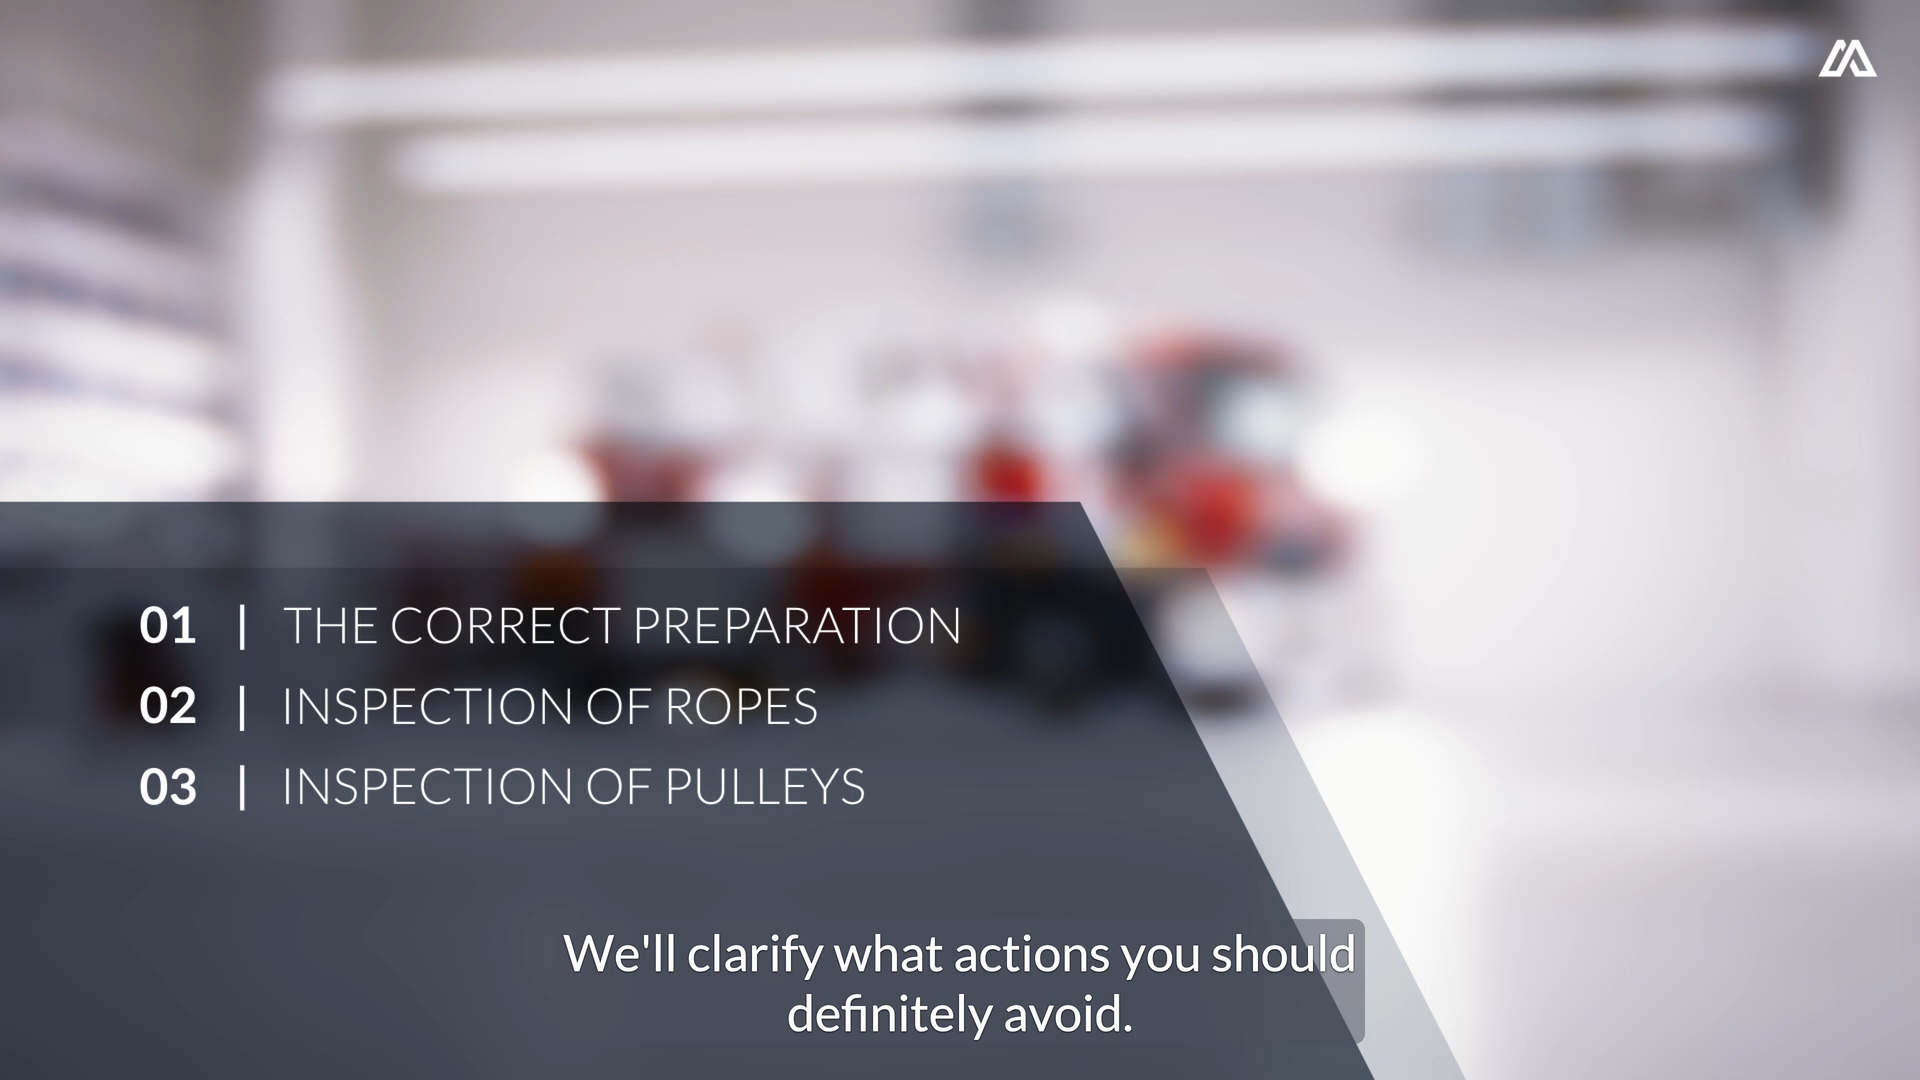 01 | THE CORRECT PREPARATION
02 | INSPECTION OF ROPES
03 | INSPECTION OF PULLEYS
We'll clarify what actions you should
definitely avoid.